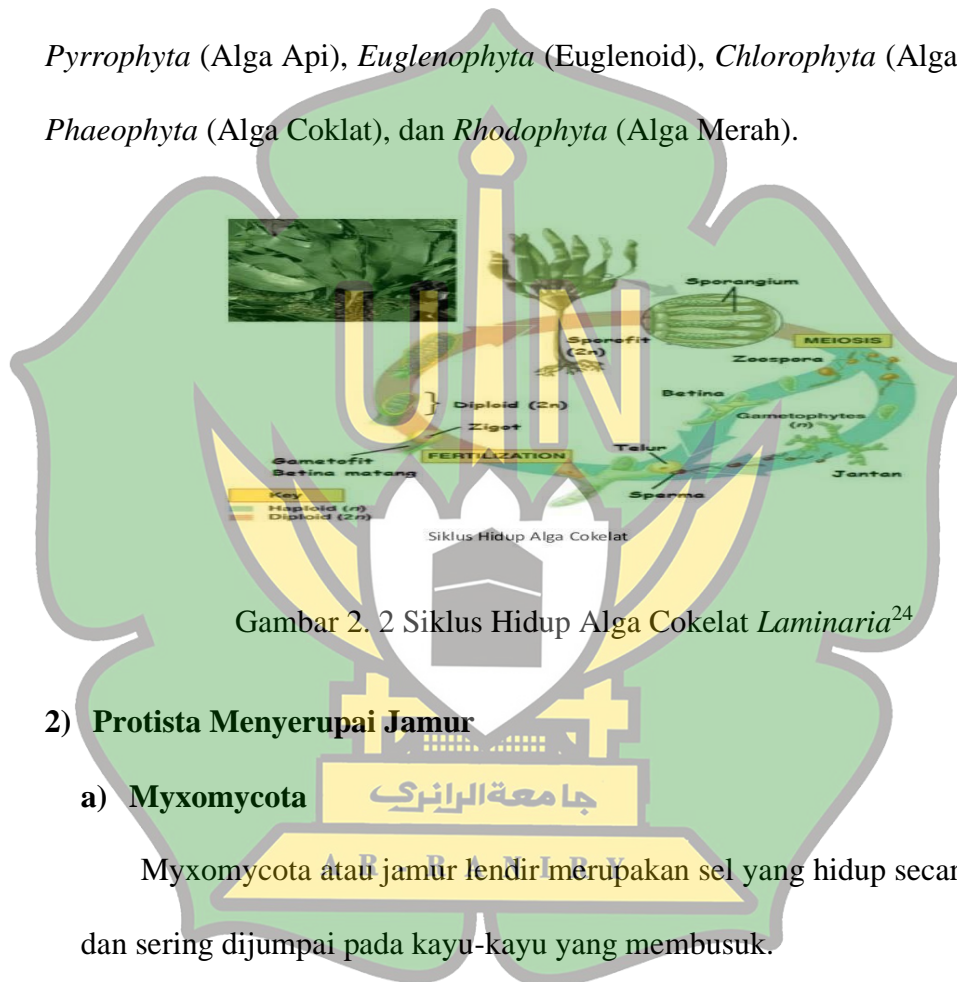 Pyrrophyta (Alga Api), Euglenophyta (Euglenoid), Chlorophyta (Alga
Phaeophyta (Alga Coklat), dan Rhodophyta (Alga Merah).
UIN
Sporangium
Sporofit
(2n)
MEIOSIS
Zoospora
Betina
Diploid (2n)
Gametophytes
(n)
Zigot
Telur
Gametofit
Betina matang
FERTILIZATION
Jantan
Sperma
Key
Haploid (n)
Diploid (2n)
Siklus Hidup Alga Cokelat
Gambar 2. 2 Siklus Hidup Alga Cokelat Laminaria24
2) Protista Menyerupai Jamur
a) Myxomycota
جامعة الرانري
Myxomycota atau jamur lendir merupakan sel yang hidup secar
AR-RANIRY
dan sering dijumpai pada kayu-kayu yang membusuk.